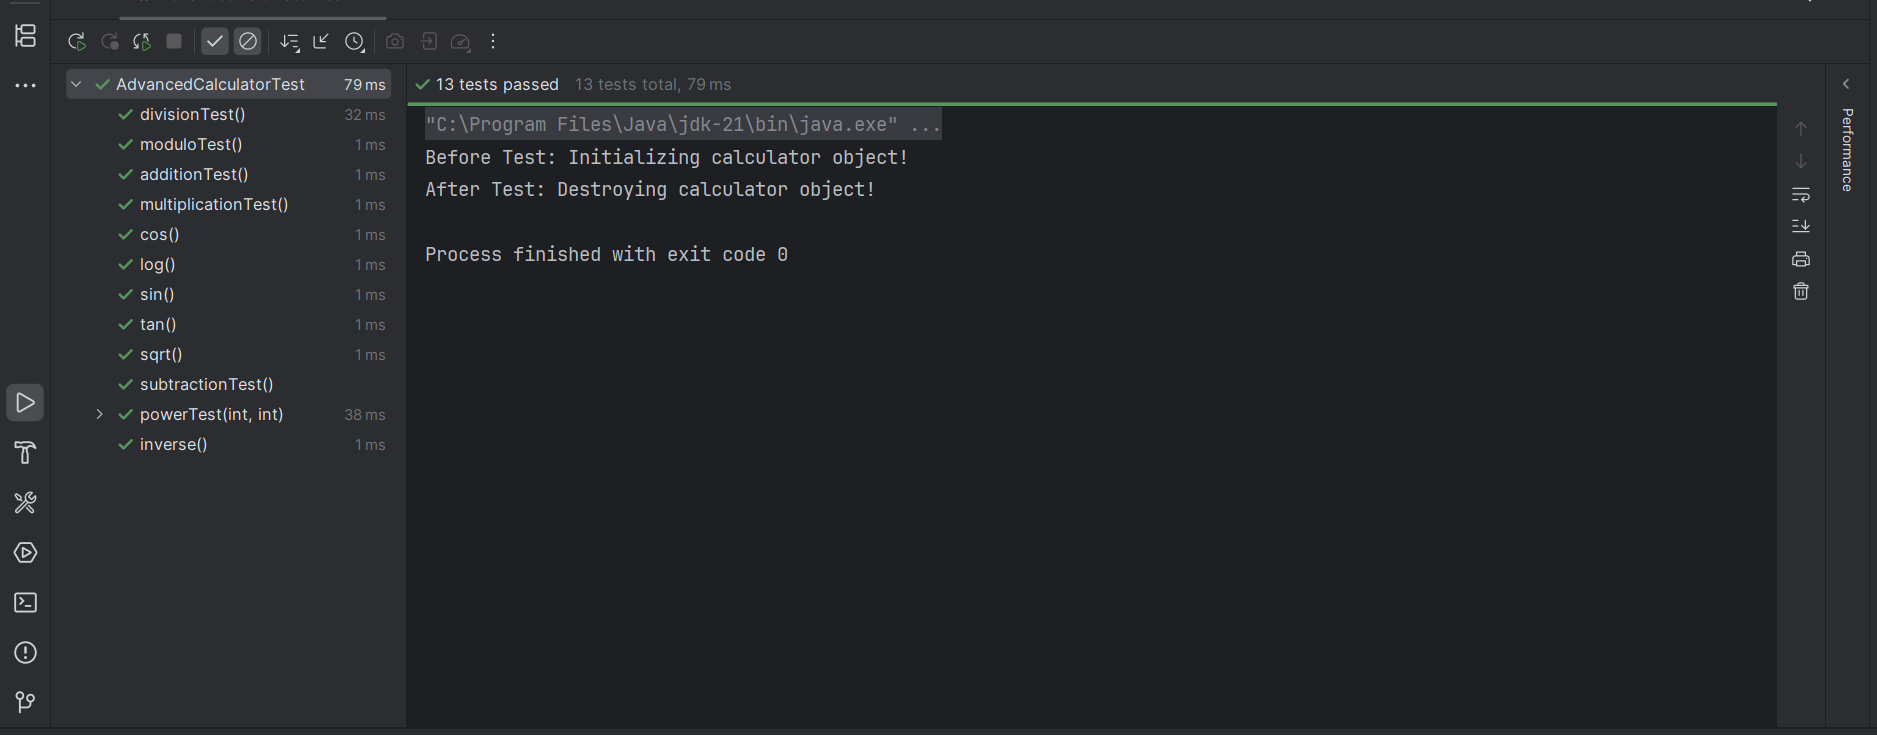 AdvancedCalculatorTest 79 ms
divisionTest() 32 ms
moduloTest() 1 ms
additionTest() 1 ms
multiplicationTest() 1 ms
cos() 1 ms
log() 1 ms
sin() 1 ms
tan() 1 ms
sqrt() 1 ms
subtractionTest()
powerTest(int, int) 38 ms
inverse() 1 ms
13 tests passed 13 tests total, 79 ms
"C:\Program Files\Java\jdk-21\bin\java.exe" ...
Before Test: Initializing calculator object!
After Test: Destroying calculator object!
Process finished with exit code 0
Performance